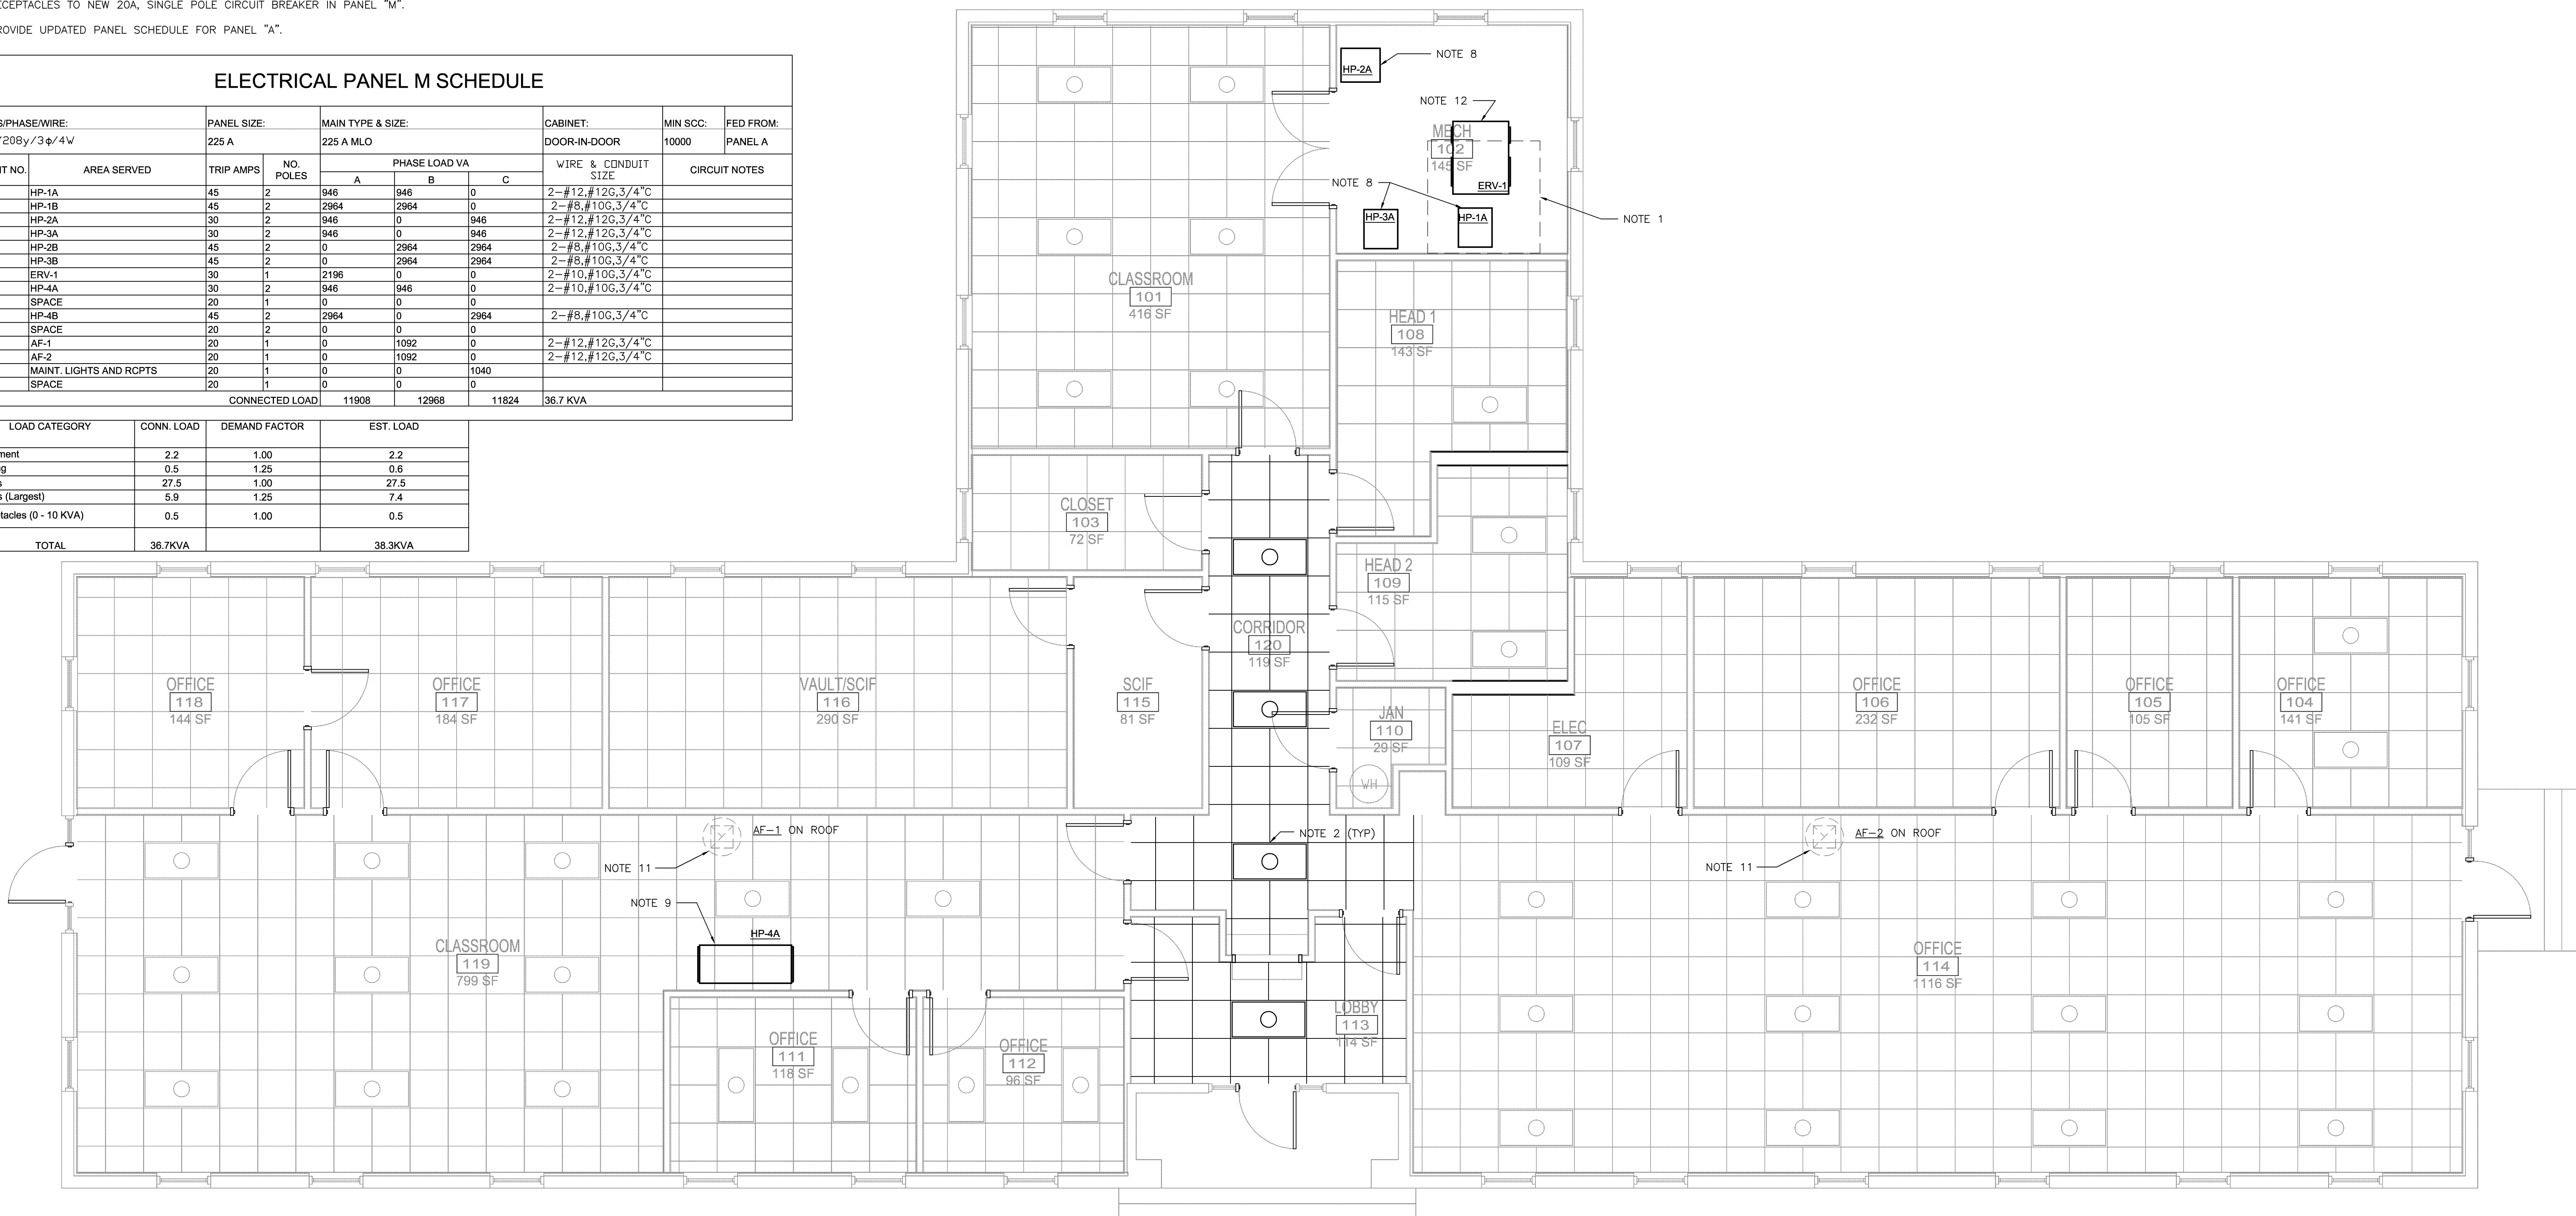 CEPTACLES TO NEW 20A, SINGLE POLE CIRCUIT BREAKER IN PANEL "M".
OVIDE UPDATED PANEL SCHEDULE FOR PANEL "A".
ELECTRICAL PANEL M SCHEDULE
S/PHASE/WIRE: PANEL SIZE: MAIN TYPE & SIZE: CABINET: MIN SCC: FED FROM:
/208y/3φ/4W 225 A 225 A MLO DOOR-IN-DOOR 10000 PANEL A
IT NO. AREA SERVED TRIP AMPS NO. POLES PHASE LOAD VA WIRE & CONDUIT SIZE CIRCUIT NOTES
A B C
HP-1A 45 2 946 946 0 2-#12,#12G,3/4"C
HP-1B 45 2 2964 2964 0 2-#8,#10G,3/4"C
HP-2A 30 2 946 0 946 2-#12,#12G,3/4"C
HP-3A 30 2 946 0 946 2-#12,#12G,3/4"C
HP-2B 45 2 0 2964 2964 2-#8,#10G,3/4"C
HP-3B 45 2 0 2964 2964 2-#8,#10G,3/4"C
ERV-1 30 1 2196 0 0 2-#10,#10G,3/4"C
HP-4A 30 2 946 946 0 2-#10,#10G,3/4"C
SPACE 20 1 0 0 0
HP-4B 45 2 2964 0 2964 2-#8,#10G,3/4"C
SPACE 20 2 0 0 0
AF-1 20 1 0 1092 0 2-#12,#12G,3/4"C
AF-2 20 1 0 1092 0 2-#12,#12G,3/4"C
MAINT. LIGHTS AND RCPTS 20 1 0 0 1040
SPACE 20 1 0 0 0
CONNECTED LOAD 11908 12968 11824 36.7 KVA
LOAD CATEGORY CONN. LOAD DEMAND FACTOR EST. LOAD
ment 2.2 1.00 2.2
g 0.5 1.25 0.6
s 27.5 1.00 27.5
s (Largest) 5.9 1.25 7.4
tacles (0 - 10 KVA) 0.5 1.00 0.5
TOTAL 36.7KVA 38.3KVA
HP-2A
NOTE 8
NOTE 12
MECH
102
145 SF
ERV-1
NOTE 8
HP-3A
HP-1A
NOTE 1
CLASSROOM
101
416 SF
HEAD 1
108
143 SF
CLOSET
103
72 SF
HEAD 2
109
115 SF
CORRIDOR
120
119 SF
OFFICE
118
144 SF
OFFICE
117
184 SF
VAULT/SCIF
116
290 SF
SCIF
115
81 SF
JAN
110
29 SF
WH
ELEC
107
109 SF
OFFICE
106
232 SF
OFFICE
105
105 SF
OFFICE
104
141 SF
AF-1 ON ROOF
NOTE 11
NOTE 2 (TYP)
AF-2 ON ROOF
NOTE 11
NOTE 9
HP-4A
CLASSROOM
119
799 SF
OFFICE
114
1116 SF
OFFICE
111
118 SF
OFFICE
112
96 SF
LOBBY
113
114 SF